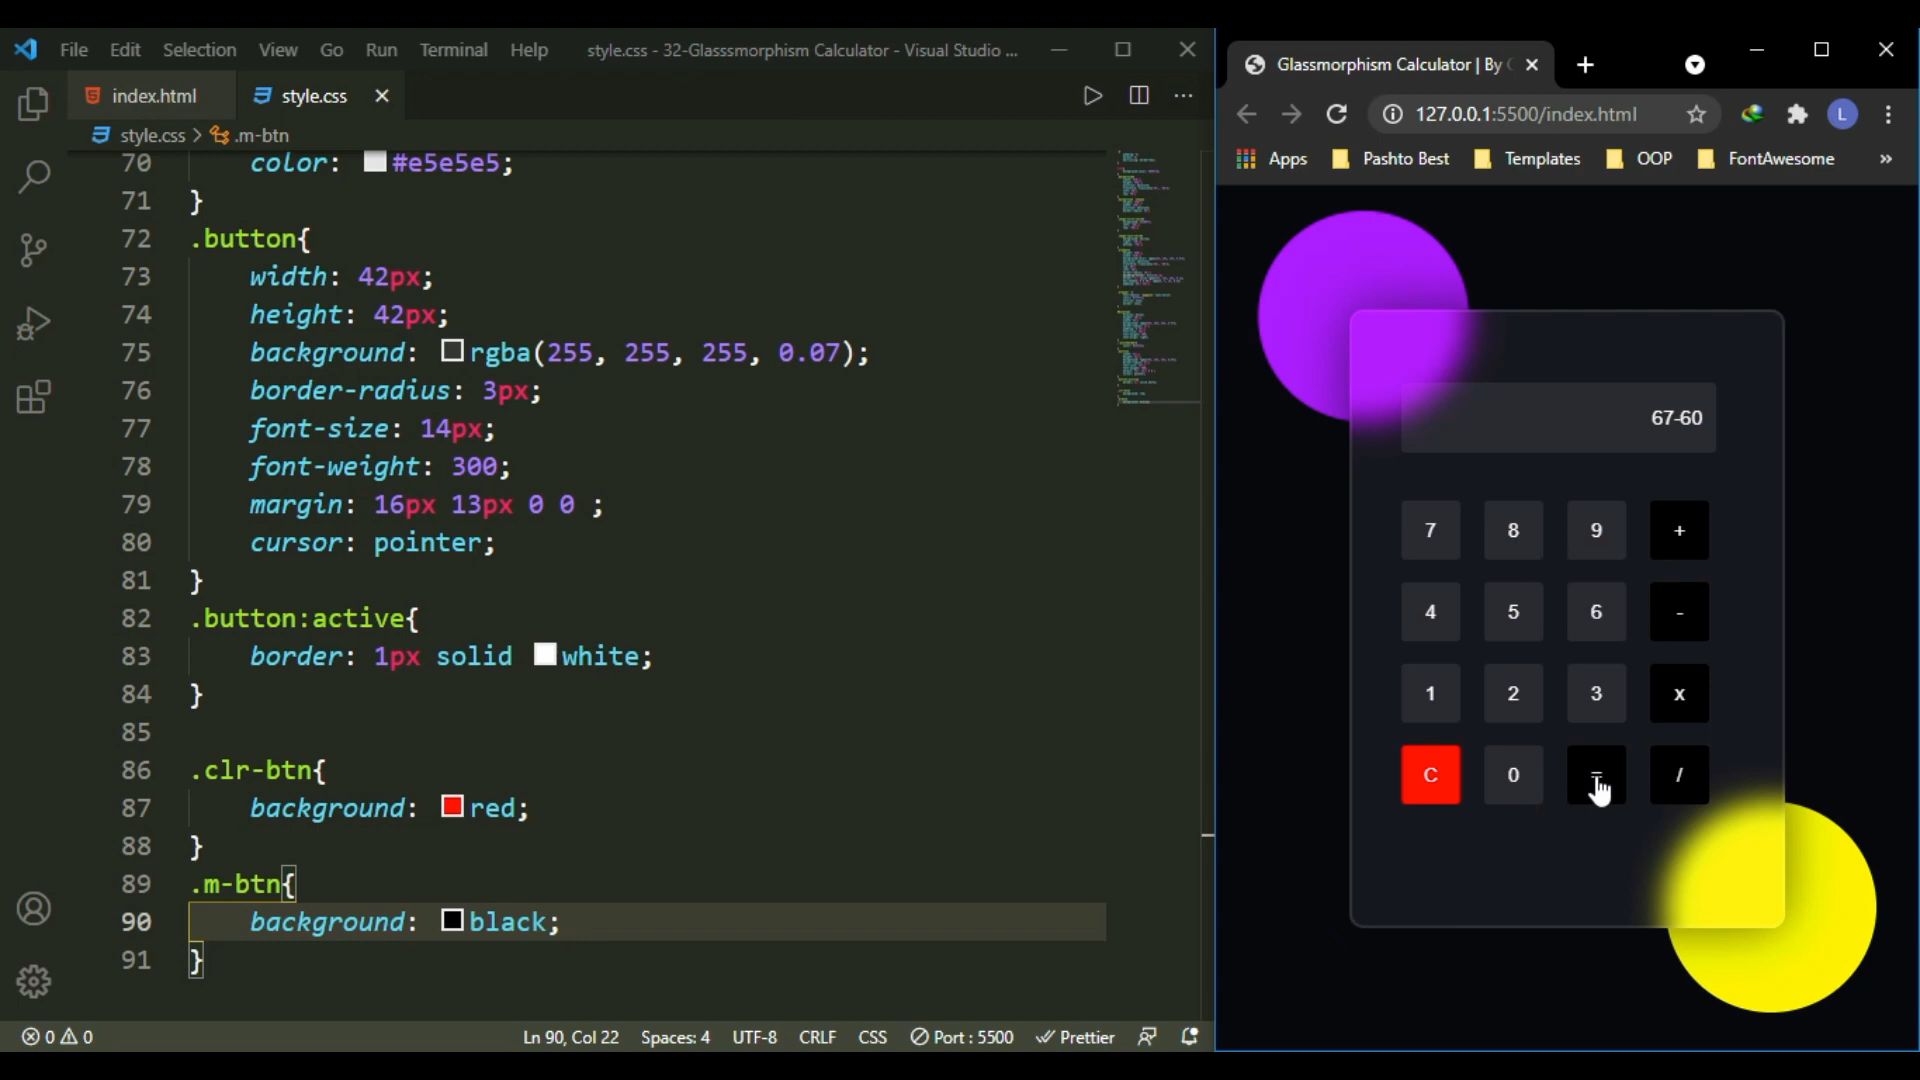 File Edit Selection View Go Run Terminal Help style.css - 32-Glasssmorphism Calculator - Visual Studio ...
index.html style.css
style.css > .m-btn
70 color: #e5e5e5;
71 }
72 .button{
73 width: 42px;
74 height: 42px;
75 background: rgba(255, 255, 255, 0.07);
76 border-radius: 3px;
77 font-size: 14px;
78 font-weight: 300;
79 margin: 16px 13px 0 0 ;
80 cursor: pointer;
81 }
82 .button:active{
83 border: 1px solid white;
84 }
85
86 .clr-btn{
87 background: red;
88 }
89 .m-btn{
90 background: black;
91 }
0 0 Ln 90, Col 22 Spaces: 4 UTF-8 CRLF CSS Port : 5500 Prettier
Glassmorphism Calculator | By
127.0.0.1:5500/index.html L
Apps Pashto Best Templates OOP FontAwesome »
67-60
7 8 9 +
4 5 6 -
1 2 3 x
C 0 = /